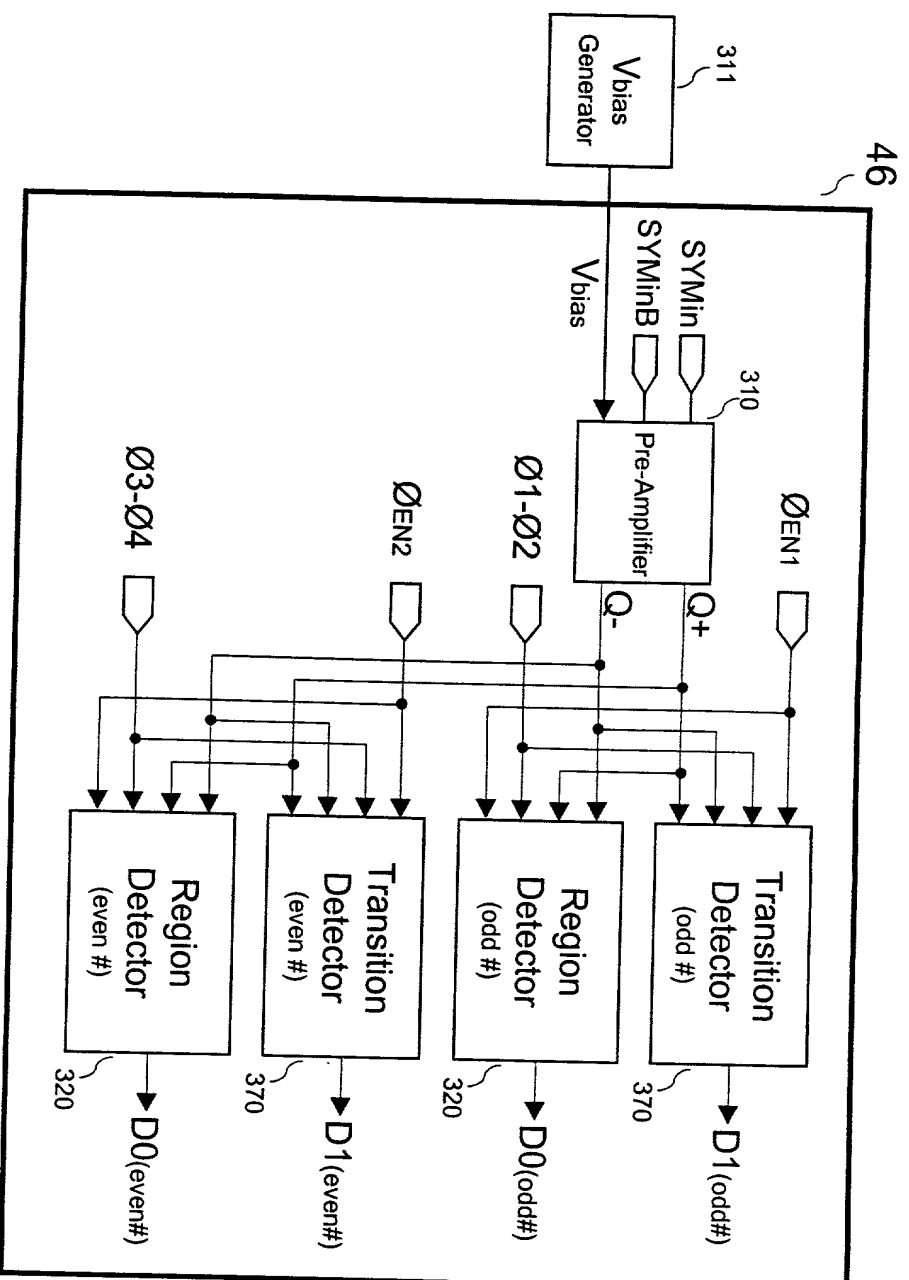 46
311
Vbias
Generator
Vbias
SYMin
SYMinB
310
Pre-Amplifier
Q+
Q-
ØEN1
Ø1-Ø2
ØEN2
Ø3-Ø4
Transition
Detector
(odd #)
370
D1(odd#)
Region
Detector
(odd #)
320
D0(odd#)
Transition
Detector
(even #)
370
D1(even#)
Region
Detector
(even #)
320
D0(even#)